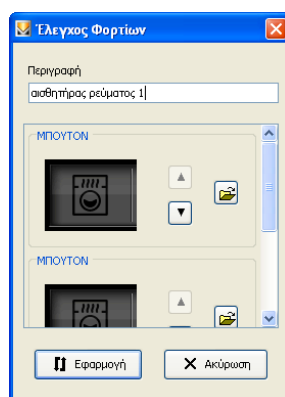 Έλεγχος Φορτίων
Περιγραφή
αισθητήρας ρεύματος 1
ΜΠΟΥΤΟΝ
ΜΠΟΥΤΟΝ
Εφαρμογή
Ακύρωση